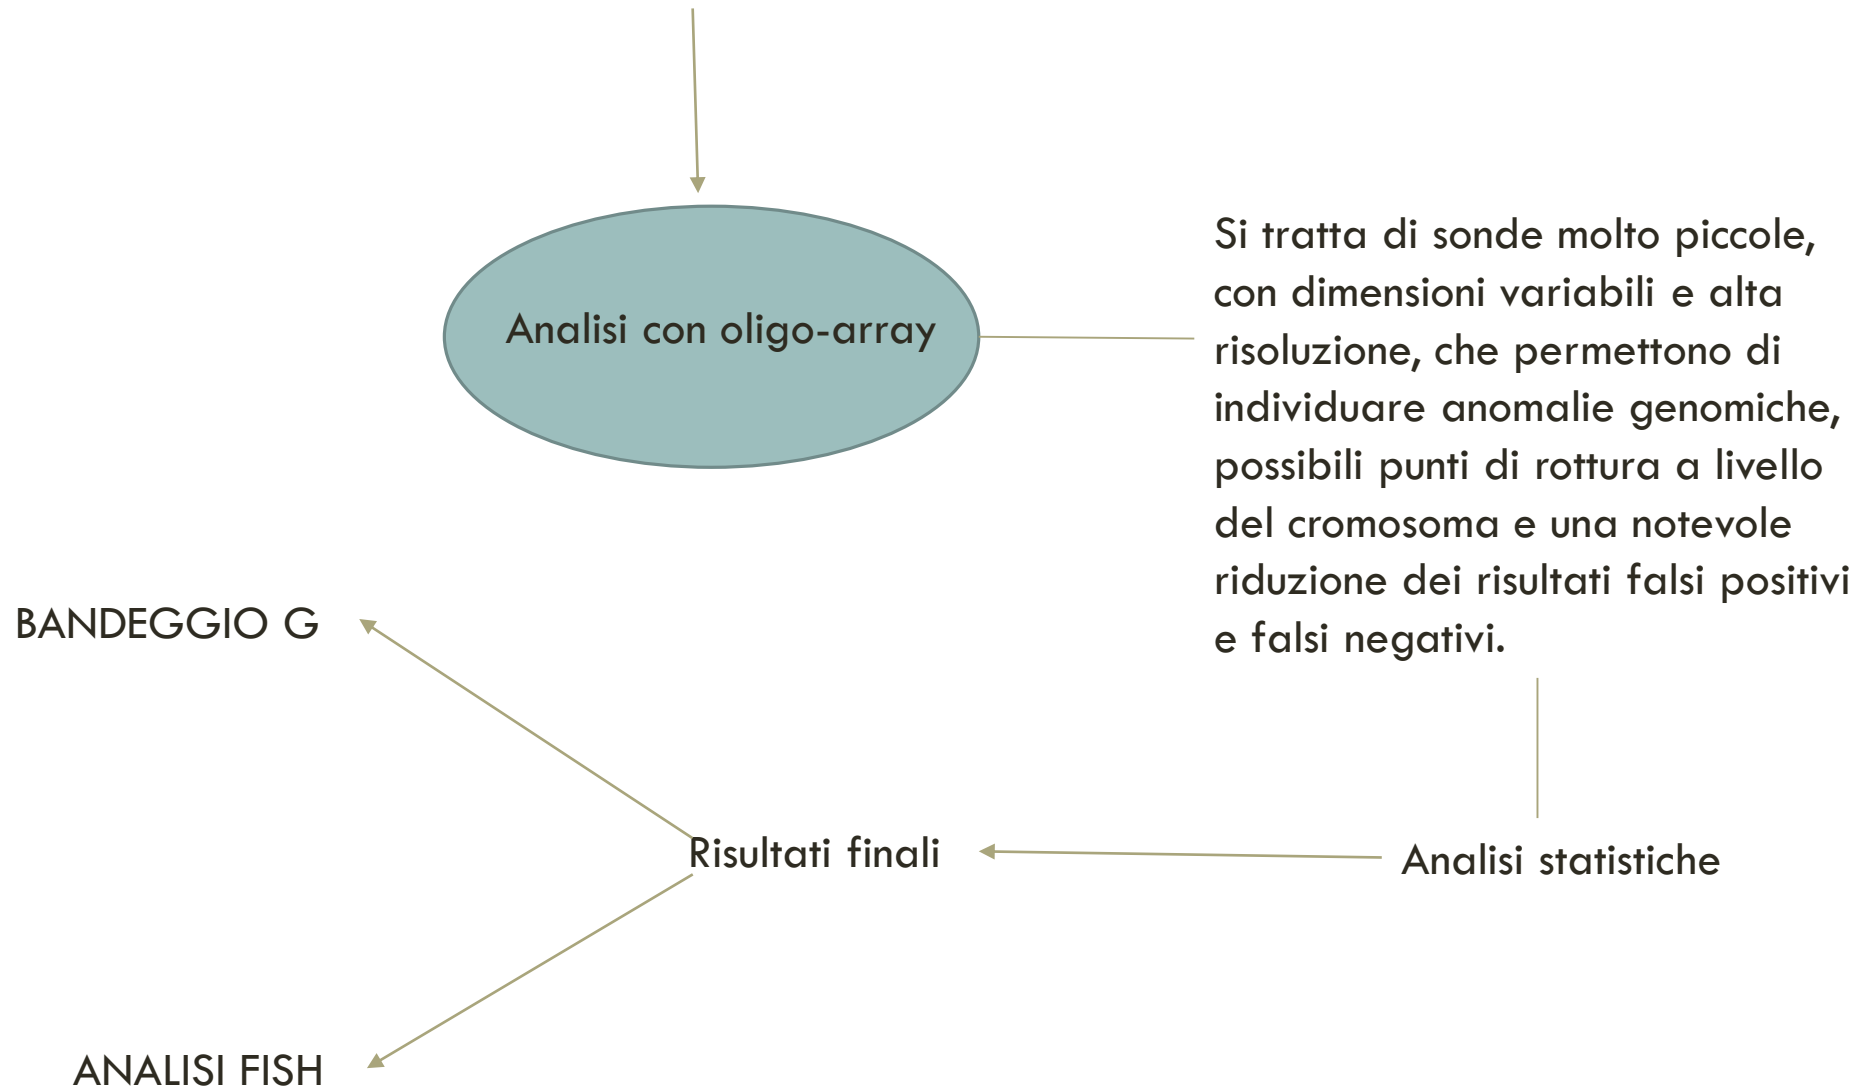 Analisi con oligo-array
Si tratta di sonde molto piccole,
con dimensioni variabili e alta
risoluzione, che permettono di
individuare anomalie genomiche,
possibili punti di rottura a livello
del cromosoma e una notevole
riduzione dei risultati falsi positivi
e falsi negativi.
BANDEGGIO G
Risultati finali
Analisi statistiche
ANALISI FISH